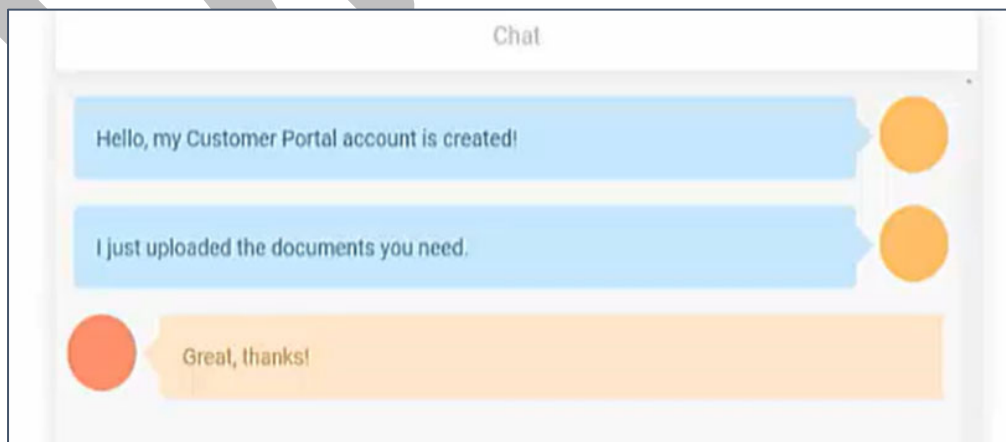 Chat
Hello, my Customer Portal account is created!
I just uploaded the documents you need.
Great, thanks!